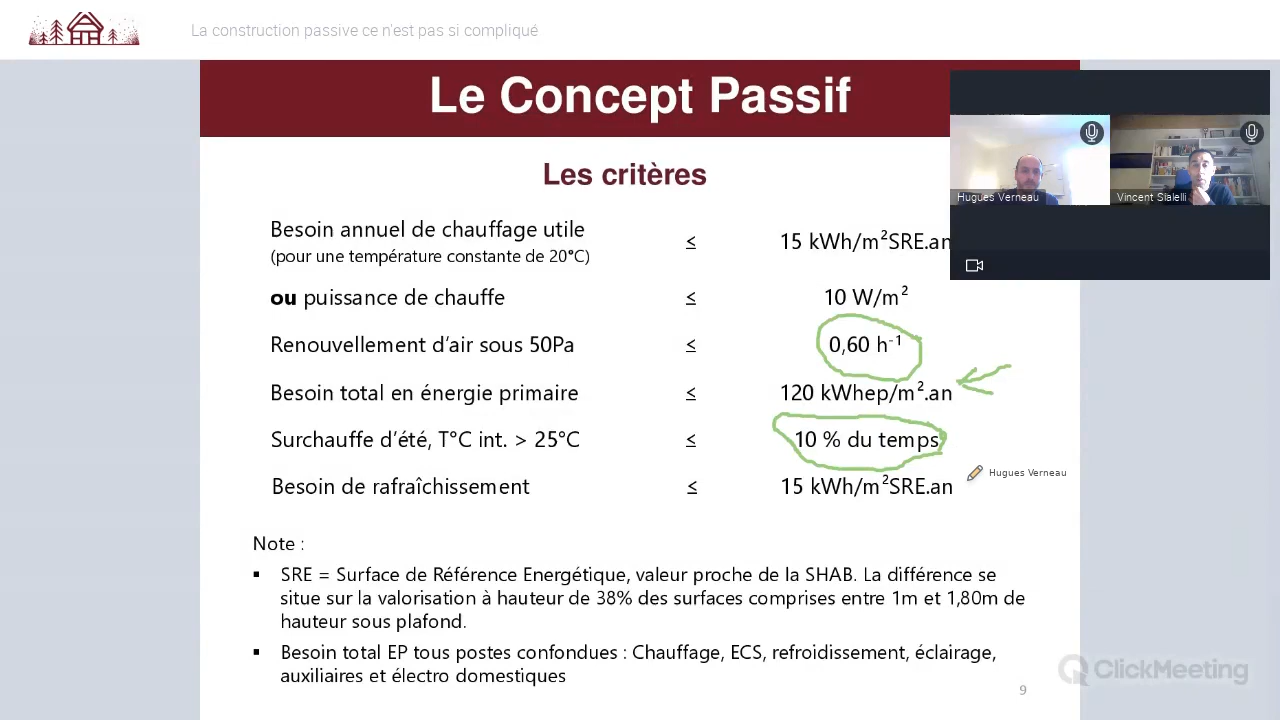 La construction passive ce n'est pas si compliqué
Le Concept Passif
Hugues Verneau
Vincent Sialelli
Les critères
Besoin annuel de chauffage utile ≤ 15 kWh/m²SRE.an
(pour une température constante de 20°C)
ou puissance de chauffe ≤ 10 W/m²
Renouvellement d'air sous 50Pa ≤ 0,60 h⁻¹
Besoin total en énergie primaire ≤ 120 kWhep/m².an
Surchauffe d'été, T°C int. > 25°C ≤ 10 % du temps
Hugues Verneau
Besoin de rafraîchissement ≤ 15 kWh/m²SRE.an
Note :
▪ SRE = Surface de Référence Energétique, valeur proche de la SHAB. La différence se
situe sur la valorisation à hauteur de 38% des surfaces comprises entre 1m et 1,80m de
hauteur sous plafond.
▪ Besoin total EP tous postes confondues : Chauffage, ECS, refroidissement, éclairage,
auxiliaires et électro domestiques
9
ClickMeeting